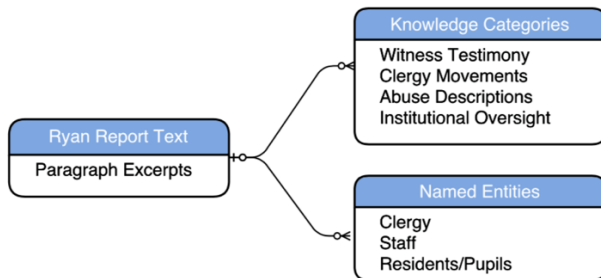 Knowledge Categories
Witness Testimony
Clergy Movements
Abuse Descriptions
Institutional Oversight
Ryan Report Text
Paragraph Excerpts
Named Entities
Clergy
Staff
Residents/Pupils